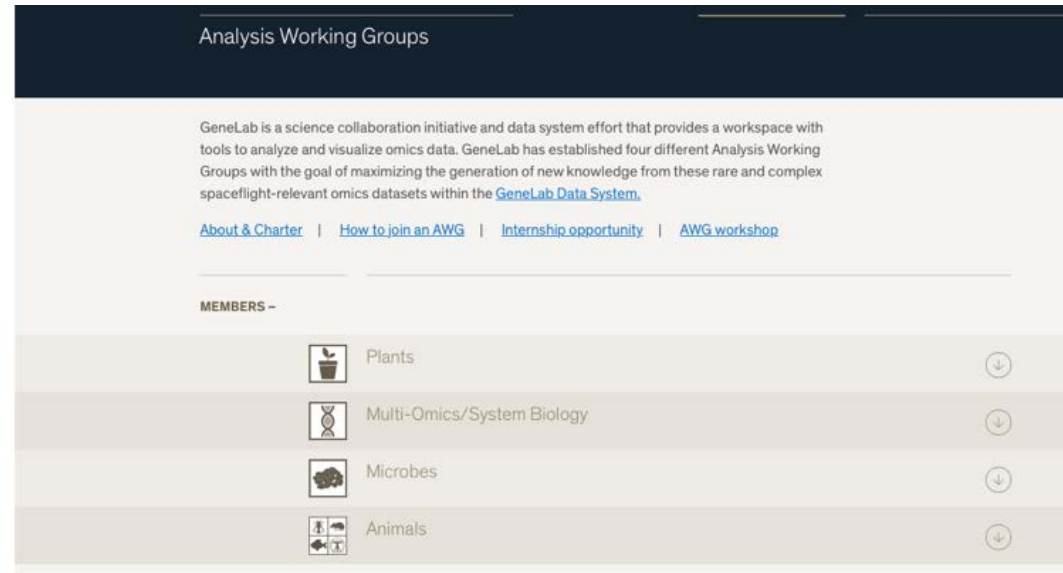 Analysis Working Groups
GeneLab is a science collaboration initiative and data system effort that provides a workspace with
tools to analyze and visualize omics data. GeneLab has established four different Analysis Working
Groups with the goal of maximizing the generation of new knowledge from these rare and complex
spaceflight-relevant omics datasets within the GeneLab Data System.
About & Charter | How to join an AWG | Internship opportunity | AWG workshop
MEMBERS –
Plants
Multi-Omics/System Biology
Microbes
Animals